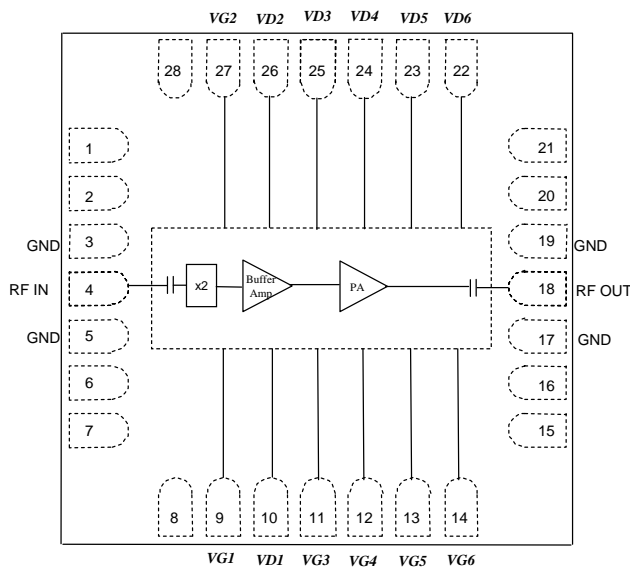 VG2 VD2 VD3 VD4 VD5 VD6
28 27 26 25 24 23 22
1 21
2 20
GND 3 19 GND
RF IN 4 x2 Buffer Amp PA 18 RF OUT
GND 5 17 GND
6 16
7 15
8 9 10 11 12 13 14
VG1 VD1 VG3 VG4 VG5 VG6